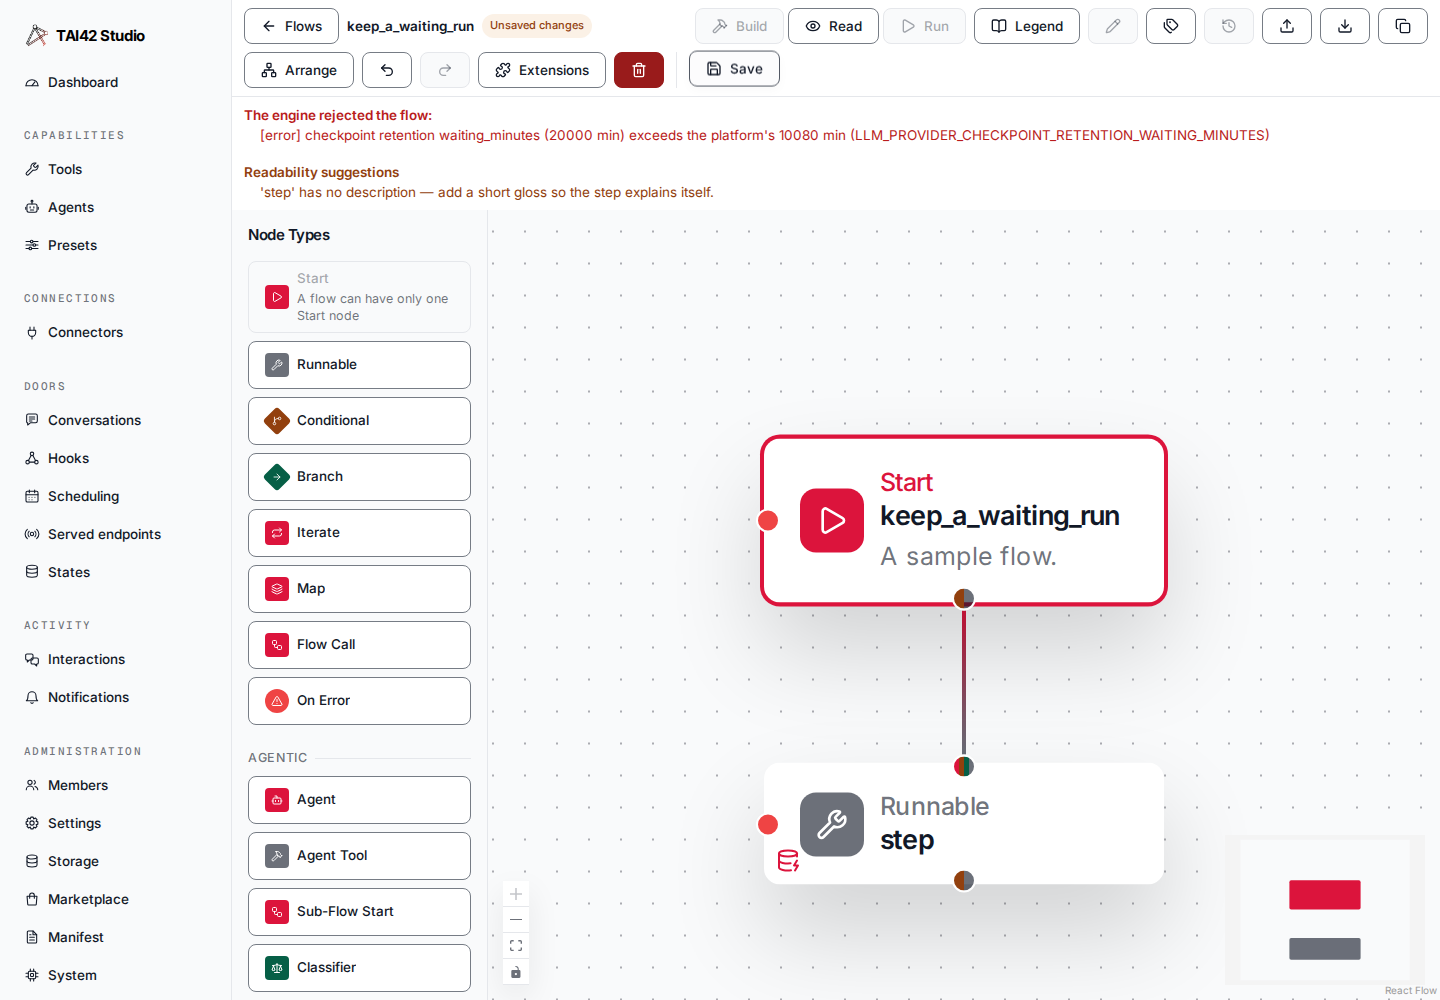 TAI42 Studio
Dashboard
CAPABILITIES
Tools
Agents
Presets
CONNECTIONS
Connectors
DOORS
Conversations
Hooks
Scheduling
Served endpoints
States
ACTIVITY
Interactions
Notifications
ADMINISTRATION
Members
Settings
Storage
Marketplace
Manifest
System
Flows
keep_a_waiting_run
Unsaved changes
Build
Read
Run
Legend
Arrange
Extensions
Save
The engine rejected the flow:
[error] checkpoint retention waiting_minutes (20000 min) exceeds the platform's 10080 min (LLM_PROVIDER_CHECKPOINT_RETENTION_WAITING_MINUTES)
Readability suggestions
'step' has no description — add a short gloss so the step explains itself.
Node Types
Start
A flow can have only one
Start node
Runnable
Conditional
Branch
Iterate
Map
Flow Call
On Error
AGENTIC
Agent
Agent Tool
Sub-Flow Start
Classifier
Start
keep_a_waiting_run
A sample flow.
Runnable
step
React Flow